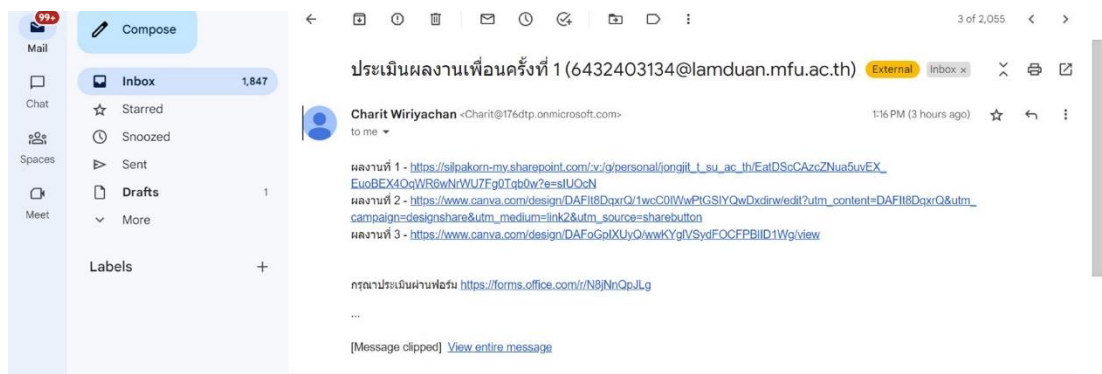 99+
Mail
Chat
Spaces
Meet
Compose
Inbox 1,847
Starred
Snoozed
Sent
Drafts 1
More
Labels +
3 of 2,055
ประเมินผลงานเพื่อนครั้งที่ 1 (6432403134@lamduan.mfu.ac.th) External Inbox ×
Charit Wiriyachan <Charit@176dtp.onmicrosoft.com> 1:16 PM (3 hours ago)
to me
ผลงานที่ 1 - https://silpakorn-my.sharepoint.com/:v:/g/personal/jongjit_t_su_ac_th/EatDScCAzcZNua5uvEX_
EuoBEX4OqWR6wNrWU7Fg0Tqb0w?e=sIUOcN
ผลงานที่ 2 - https://www.canva.com/design/DAFIt8DqxrQ/1wcC0IWwPtGSIYQwDxdirw/edit?utm_content=DAFIt8DqxrQ&utm_
campaign=designshare&utm_medium=link2&utm_source=sharebutton
ผลงานที่ 3 - https://www.canva.com/design/DAFoGpIXUyQ/wwKYgIVSydFOCFPBIID1Wg/view
กรุณาประเมินผ่านฟอร์ม https://forms.office.com/r/N8jNnQpJLg
...
[Message clipped] View entire message